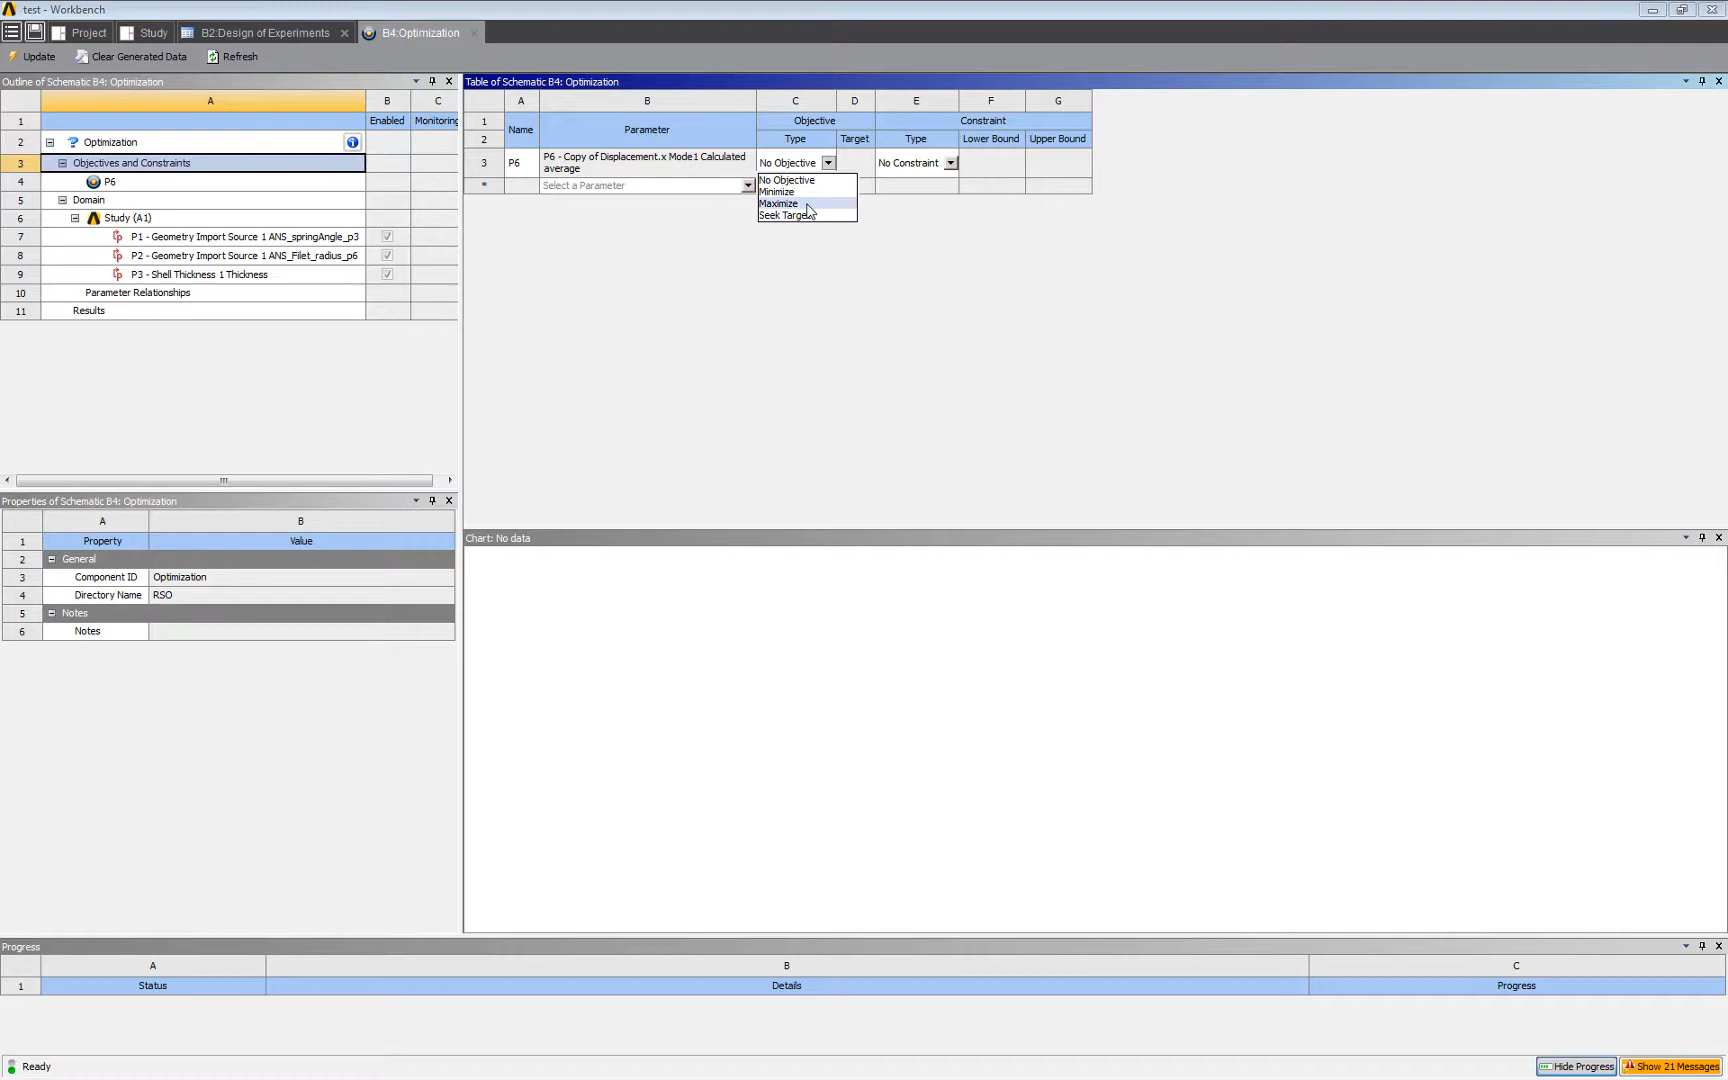 test - Workbench
Project
Study
B2:Design of Experiments
B4:Optimization
Update
Clear Generated Data
Refresh
Outline of Schematic B4: Optimization
A B C
1 Enabled Monitoring
2 Optimization
3 Objectives and Constraints
4 P6
5 Domain
6 Study (A1)
7 P1 - Geometry Import Source 1 ANS_springAngle_p3
8 P2 - Geometry Import Source 1 ANS_Filet_radius_p6
9 P3 - Shell Thickness 1 Thickness
10 Parameter Relationships
11 Results
Table of Schematic B4: Optimization
A B C D E F G
1 Name Parameter Objective Constraint
2 Type Target Type Lower Bound Upper Bound
3 P6 P6 - Copy of Displacement.x Mode1 Calculated average No Objective No Constraint
* Select a Parameter
No Objective
Minimize
Maximize
Seek Target
Properties of Schematic B4: Optimization
A B
1 Property Value
2 General
3 Component ID Optimization
4 Directory Name RSO
5 Notes
6 Notes
Chart: No data
Progress
A B C
1 Status Details Progress
Ready
Hide Progress
Show 21 Messages